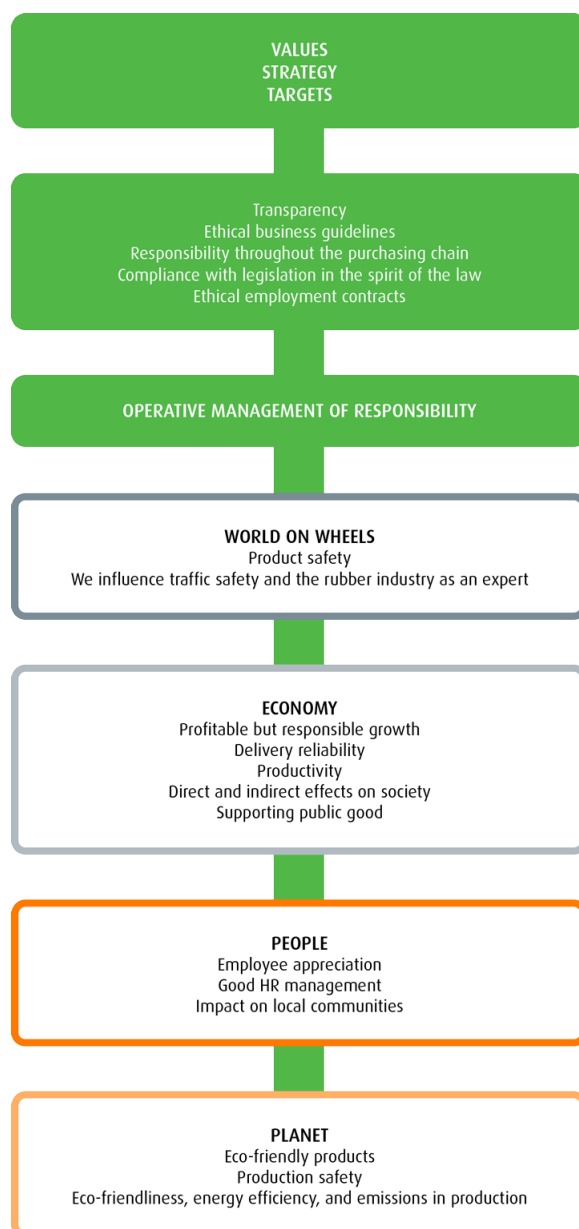 VALUES
STRATEGY
TARGETS
Transparency
Ethical business guidelines
Responsibility throughout the purchasing chain
Compliance with legislation in the spirit of the law
Ethical employment contracts
OPERATIVE MANAGEMENT OF RESPONSIBILITY
WORLD ON WHEELS
Product safety
We influence traffic safety and the rubber industry as an expert
ECONOMY
Profitable but responsible growth
Delivery reliability
Productivity
Direct and indirect effects on society
Supporting public good
PEOPLE
Employee appreciation
Good HR management
Impact on local communities
PLANET
Eco-friendly products
Production safety
Eco-friendliness, energy efficiency, and emissions in production